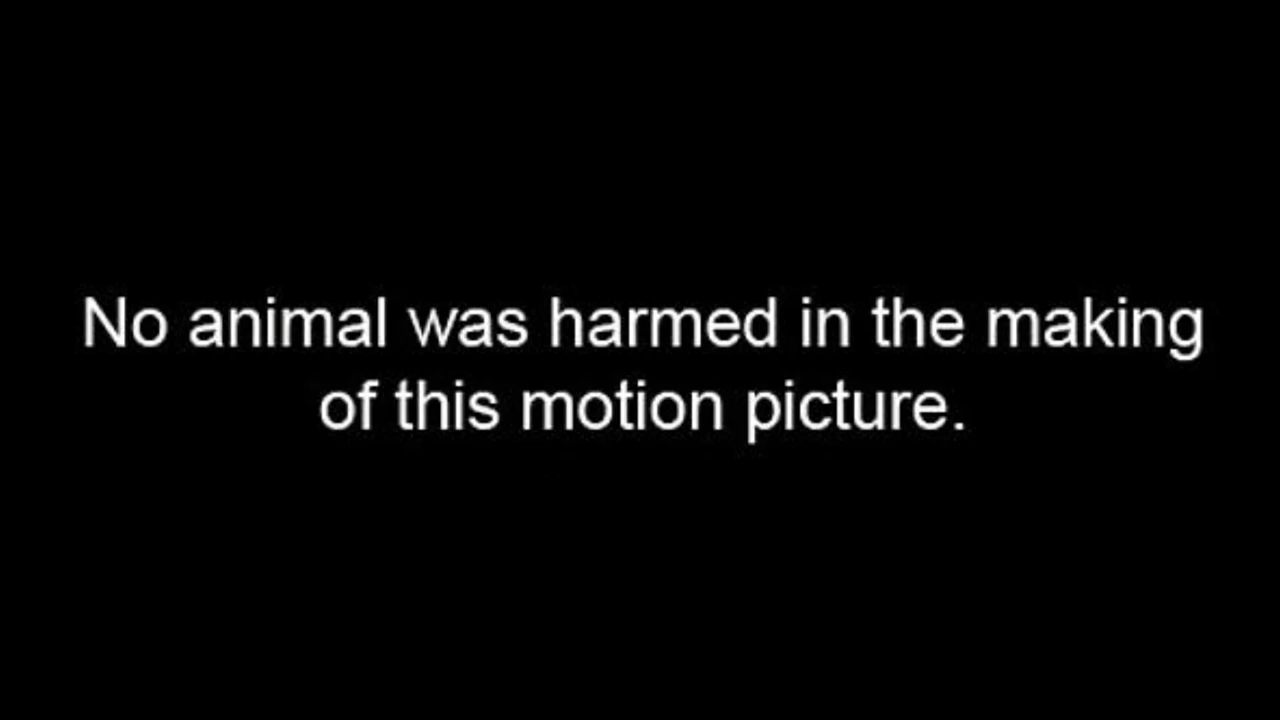 No animal was harmed in the making
of this motion picture.